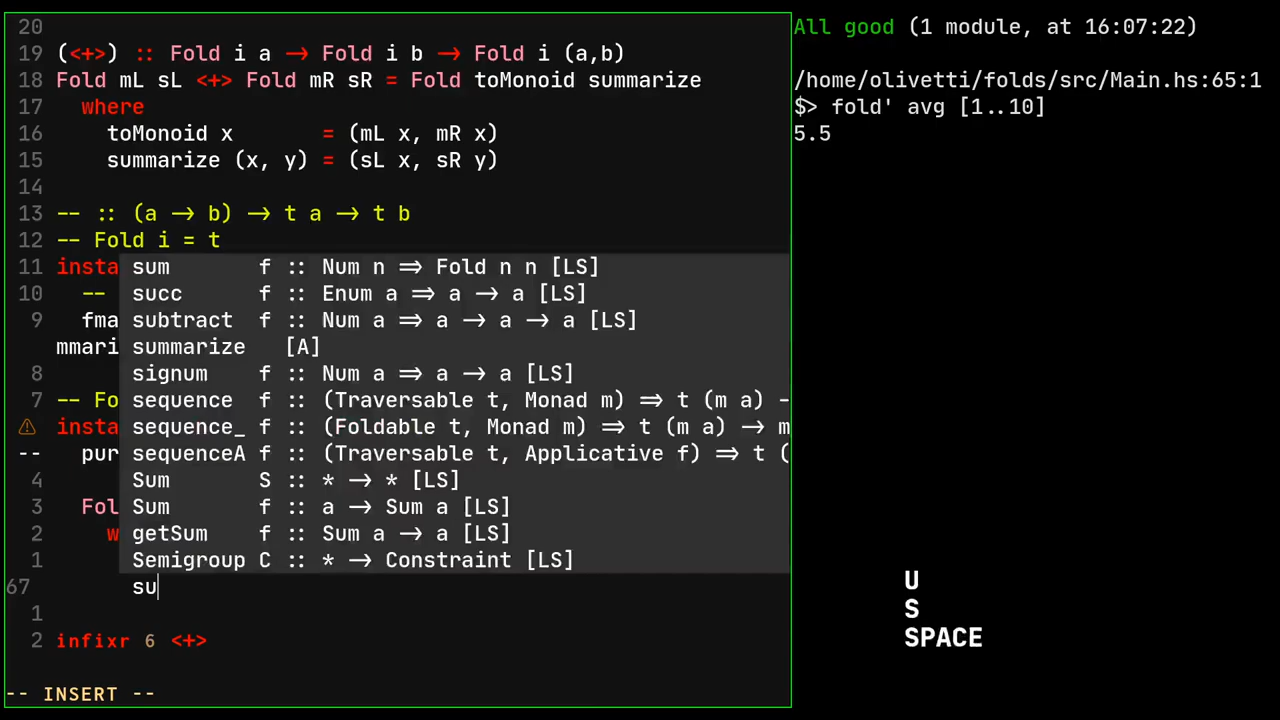 20
19 (<+>) :: Fold i a → Fold i b → Fold i (a,b)
18 Fold mL sL <+> Fold mR sR = Fold toMonoid summarize
17 where
16 toMonoid x = (mL x, mR x)
15 summarize (x, y) = (sL x, sR y)
14
13 -- :: (a → b) → t a → t b
12 -- Fold i = t
11 insta sum f :: Num n ⇒ Fold n n [LS]
10 -- succ f :: Enum a ⇒ a → a [LS]
9 fma subtract f :: Num a ⇒ a → a → a [LS]
mmari summarize [A]
8 signum f :: Num a ⇒ a → a [LS]
7 -- Fo sequence f :: (Traversable t, Monad m) ⇒ t (m a) -
⚠ insta sequence_ f :: (Foldable t, Monad m) ⇒ t (m a) → m
-- pur sequenceA f :: (Traversable t, Applicative f) ⇒ t (
4 Sum S :: * → * [LS]
3 Fol Sum f :: a → Sum a [LS]
2 w getSum f :: Sum a → a [LS]
1 Semigroup C :: * → Constraint [LS]
67 su
1
2 infixr 6 <+>
-- INSERT --
All good (1 module, at 16:07:22)
/home/olivetti/folds/src/Main.hs:65:1
$> fold' avg [1..10]
5.5
U
S
SPACE